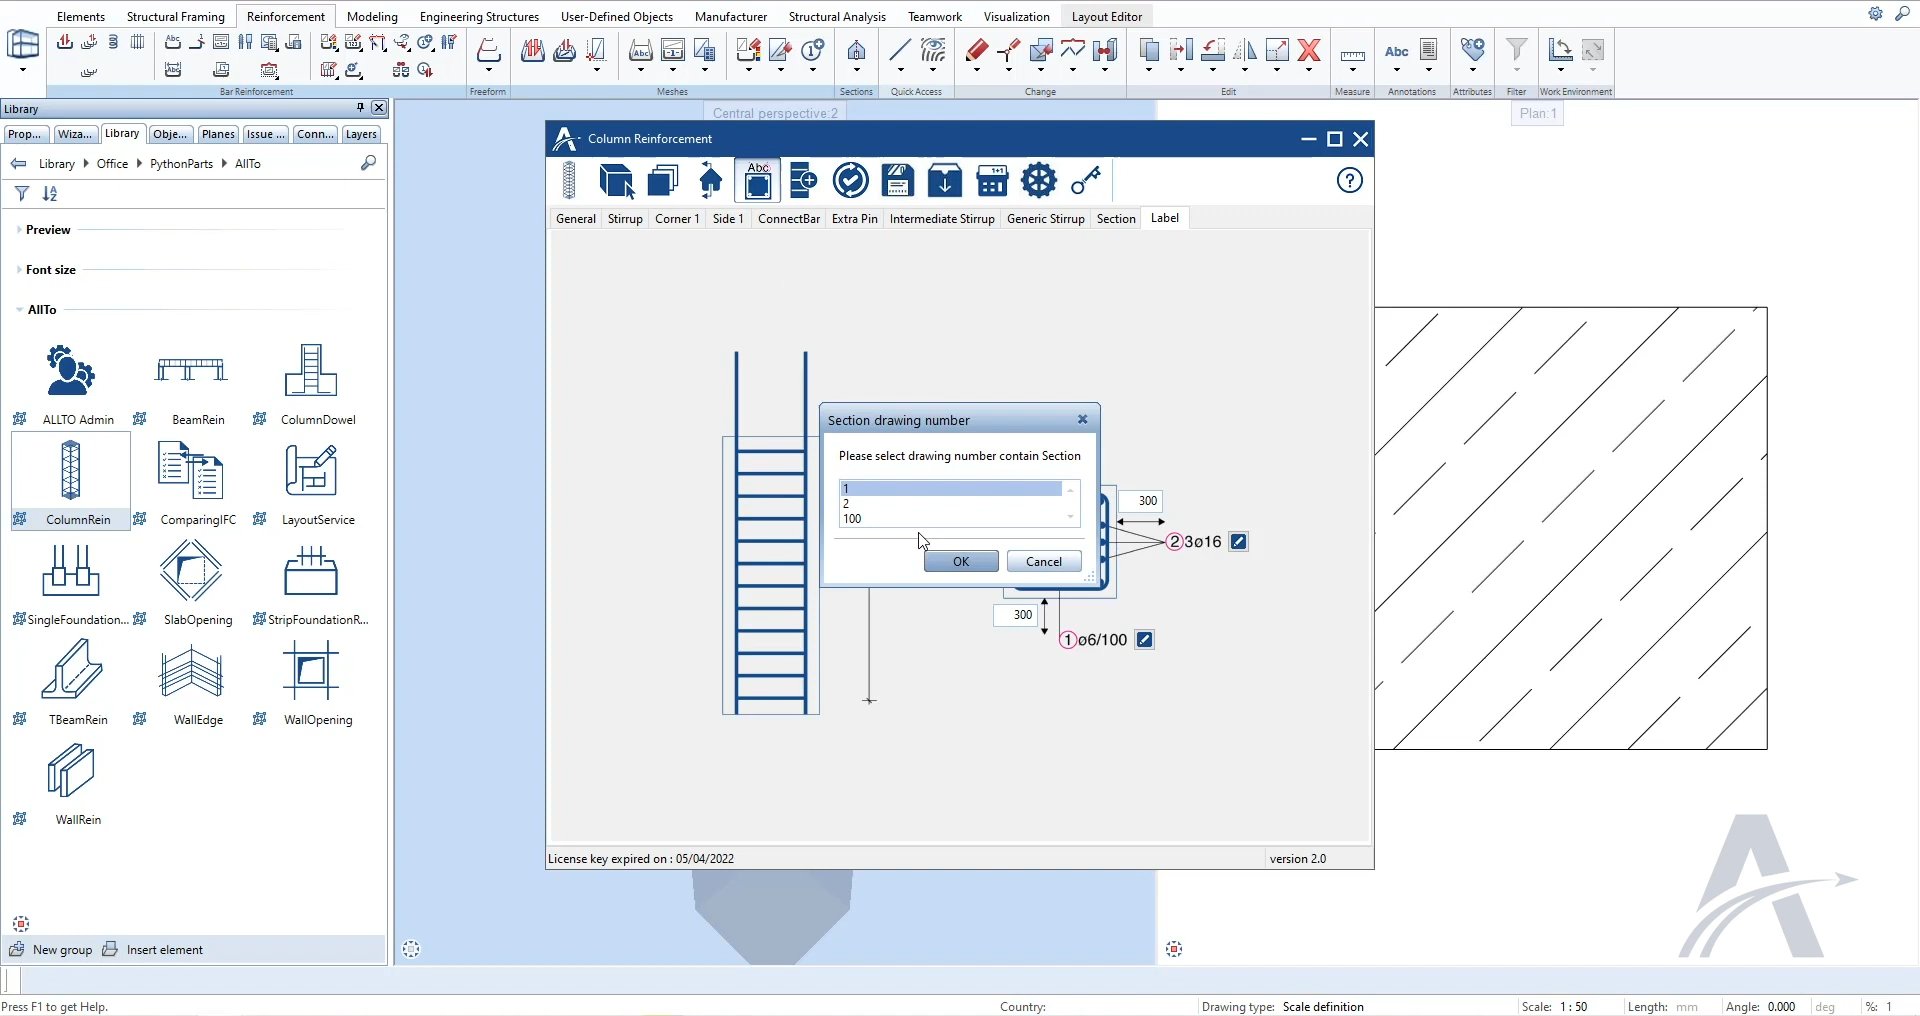 Elements Structural Framing Reinforcement Modeling Engineering Structures User-Defined Objects Manufacturer Structural Analysis Teamwork Visualization Layout Editor
Bar Reinforcement Freeform Meshes Sections Quick Access Change Edit Measure Annotations Attributes Filter Work Environment
Abc
Library
Prop... Wiza... Library Obje... Planes Issue ... Conn... Layers
Library Office PythonParts AllTo
Preview
Font size
AllTo
ALLTO Admin BeamRein ColumnDowel
ColumnRein ComparingIFC LayoutService
SingleFoundation... SlabOpening StripFoundationR...
TBeamRein WallEdge WallOpening
WallRein
New group Insert element
Central perspective:2
Plan:1
Column Reinforcement
Abc
General Stirrup Corner 1 Side 1 ConnectBar Extra Pin Intermediate Stirrup Generic Stirrup Section Label
Section drawing number
Please select drawing number contain Section
1
2
100
OK Cancel
300
2 3ø16
300
1 ø6/100
License key expired on : 05/04/2022 version 2.0
Press F1 to get Help. Country: Drawing type: Scale definition Scale: 1 : 50 Length: mm Angle: 0.000 deg %: 1